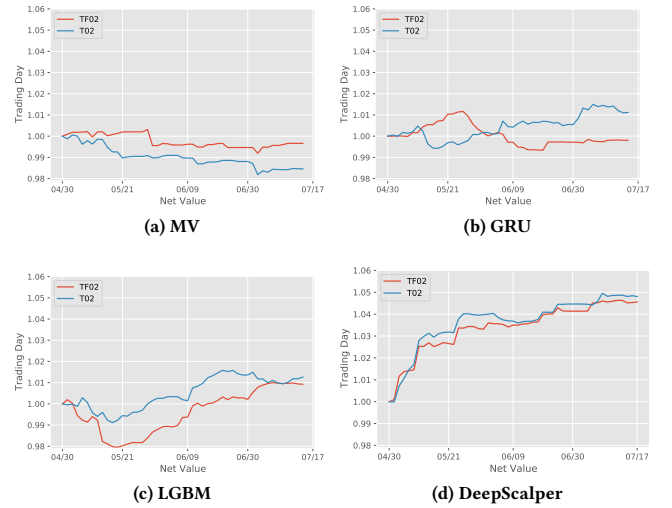 1.06
1.05
1.04
1.03
1.02
1.01
1.00
0.99
0.98
Trading Day
TF02
T02
04/30 05/21 06/09 06/30 07/17
Net Value
(a) MV
1.06
1.05
1.04
1.03
1.02
1.01
1.00
0.99
0.98
Trading Day
TF02
T02
04/30 05/21 06/09 06/30 07/17
Net Value
(b) GRU
1.06
1.05
1.04
1.03
1.02
1.01
1.00
0.99
0.98
Trading Day
TF02
T02
04/30 05/21 06/09 06/30 07/17
Net Value
(c) LGBM
1.06
1.05
1.04
1.03
1.02
1.01
1.00
0.99
0.98
Trading Day
TF02
T02
04/30 05/21 06/09 06/30 07/17
Net Value
(d) DeepScalper